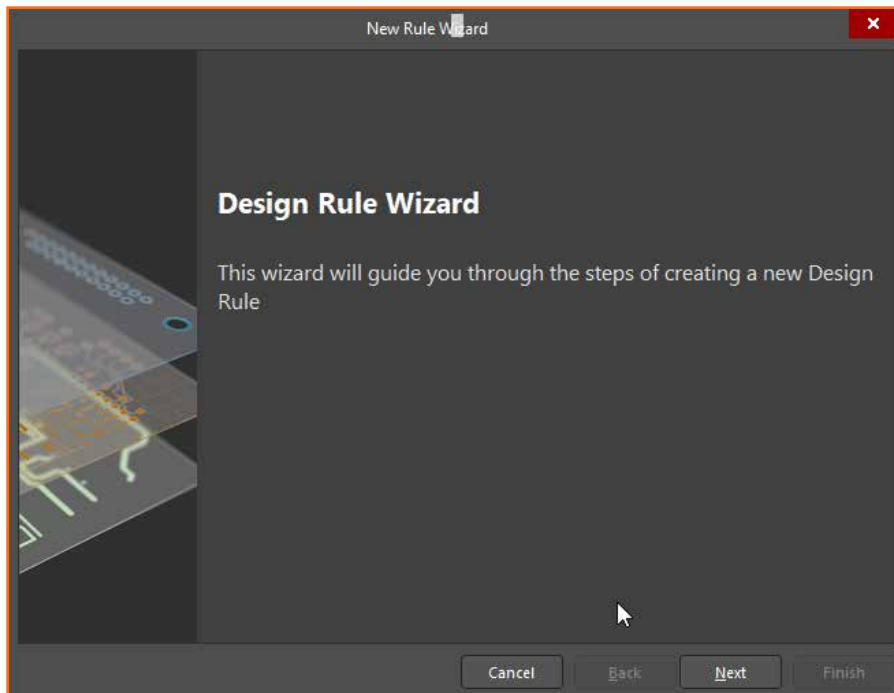 New Rule Wizard
Design Rule Wizard
This wizard will guide you through the steps of creating a new Design
Rule
Cancel Back Next Finish